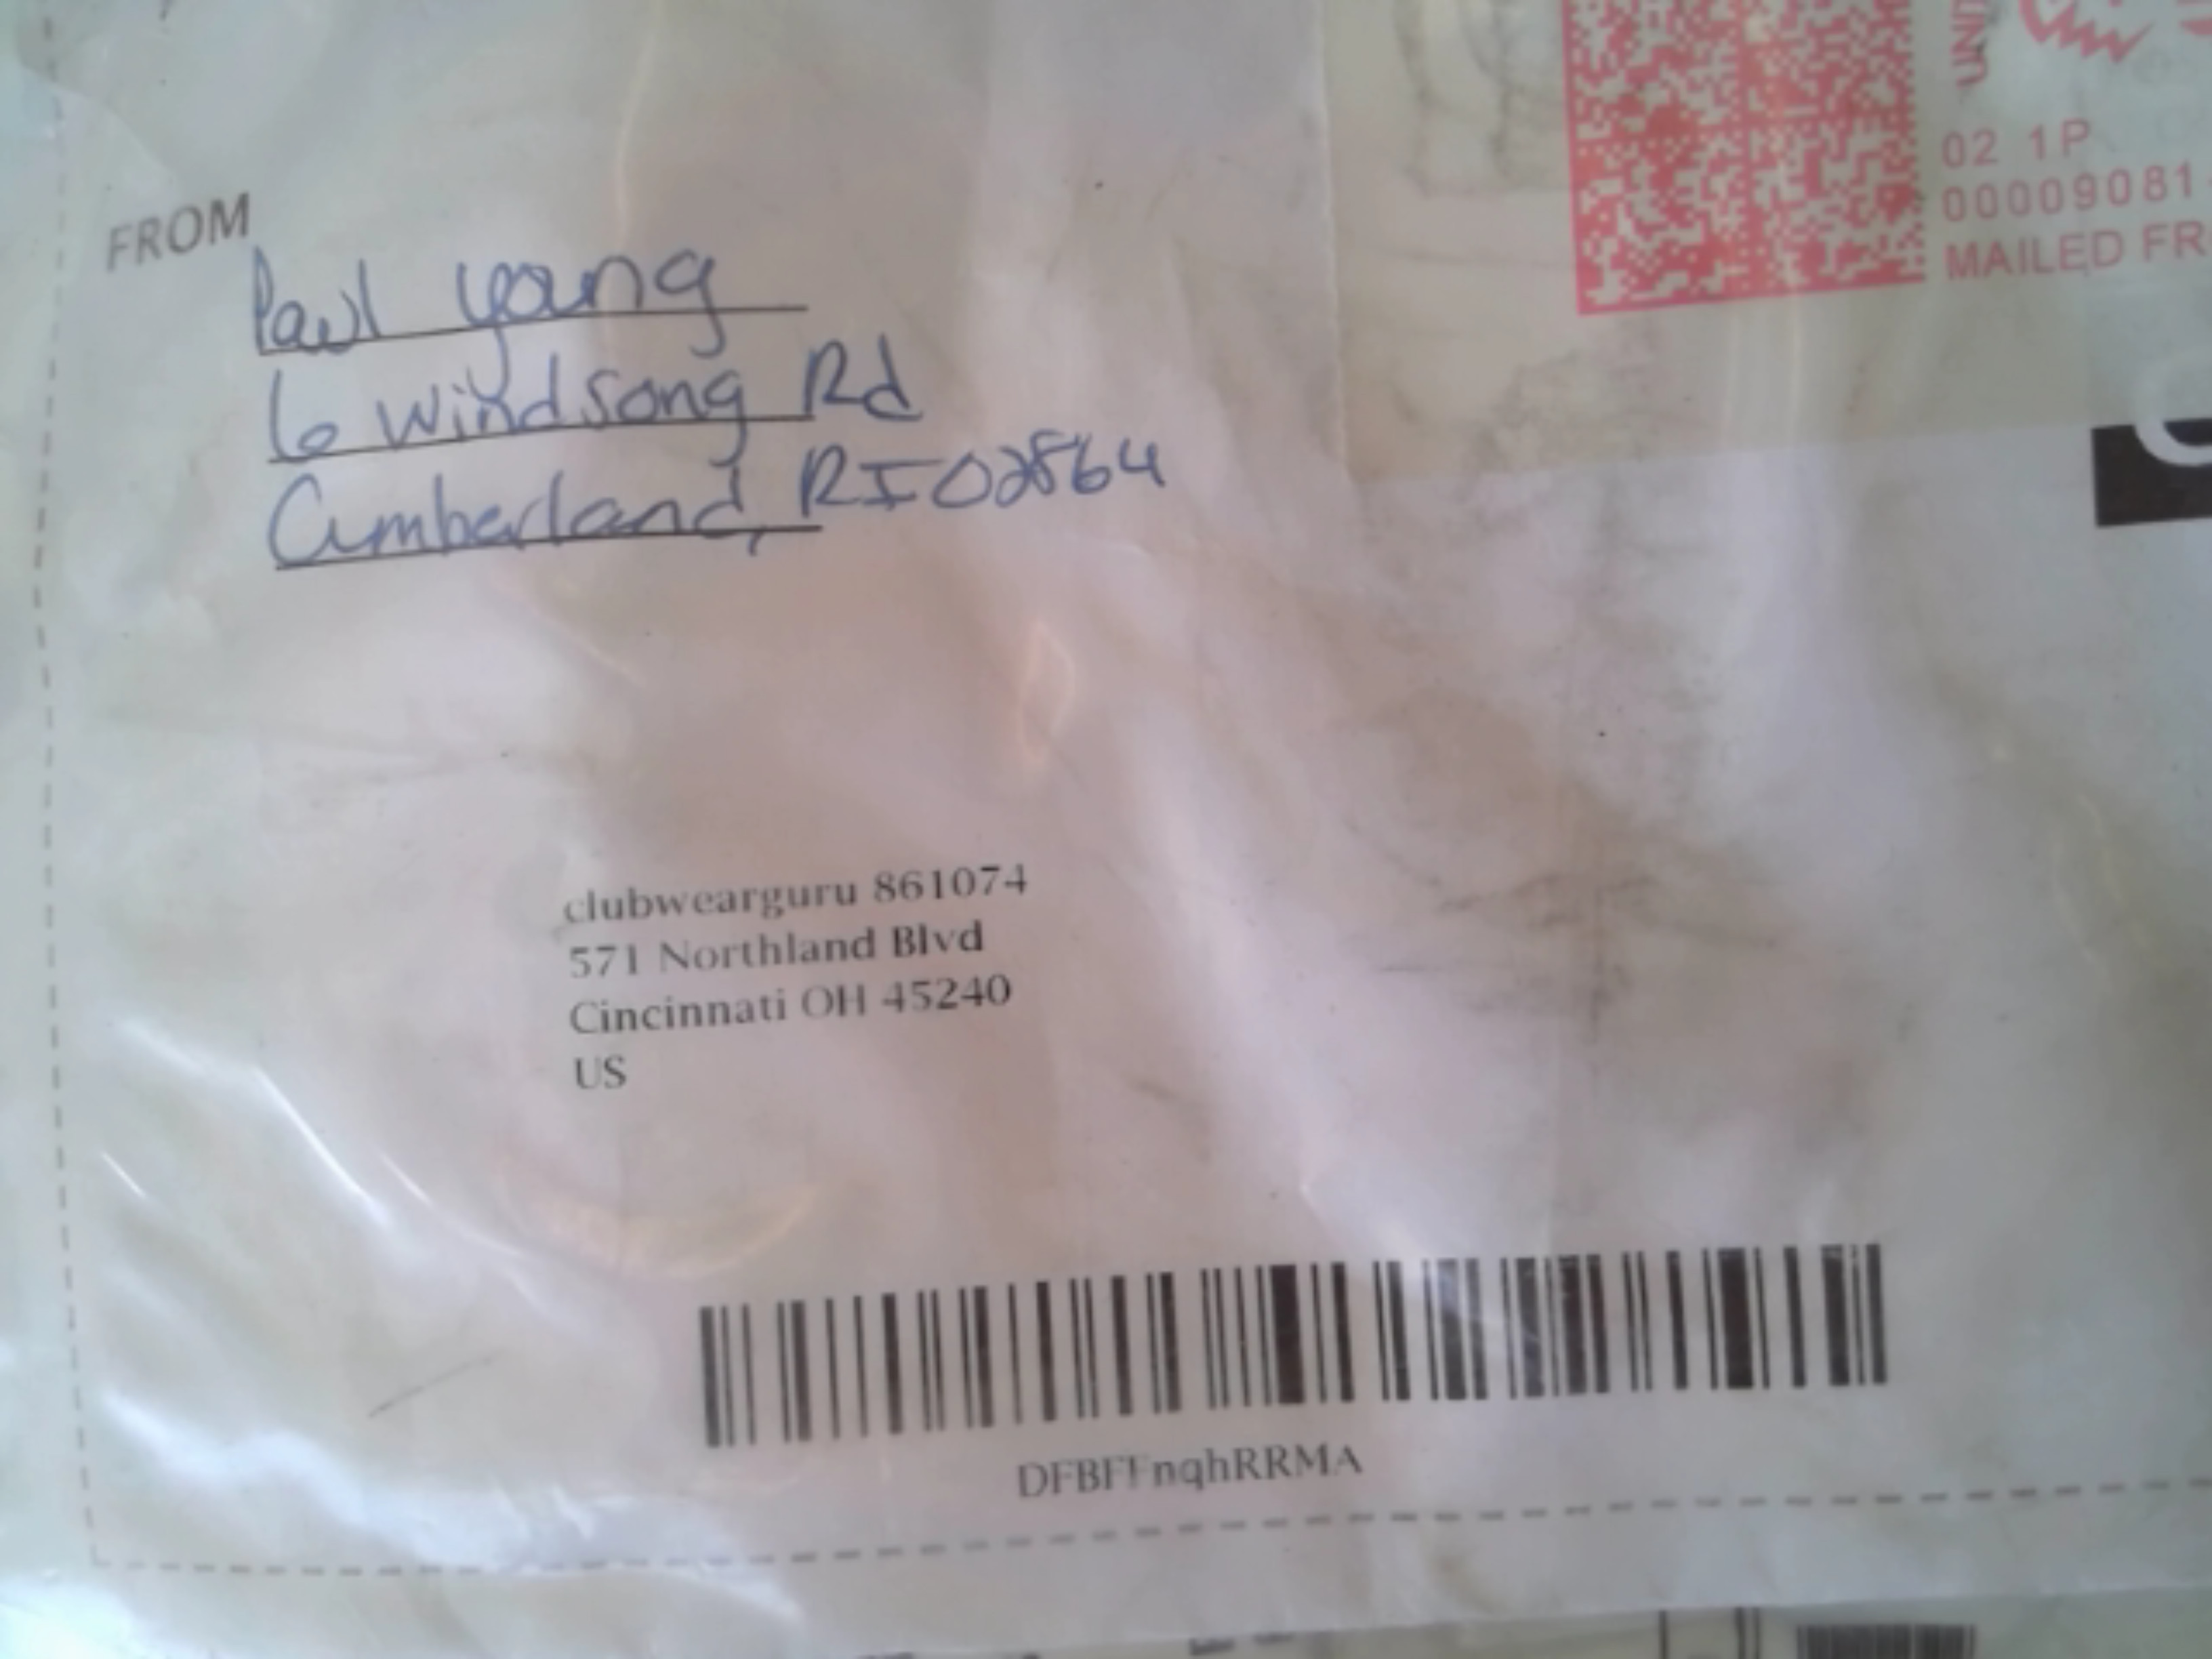 02 1P
00009081
MAILED FR
FROM
Paul Young
6 Windsong Rd
Cumberland, RI 02864
clubwearguru 861074
571 Northland Blvd
Cincinnati OH 45240
US
DFBFFnqhRRMA